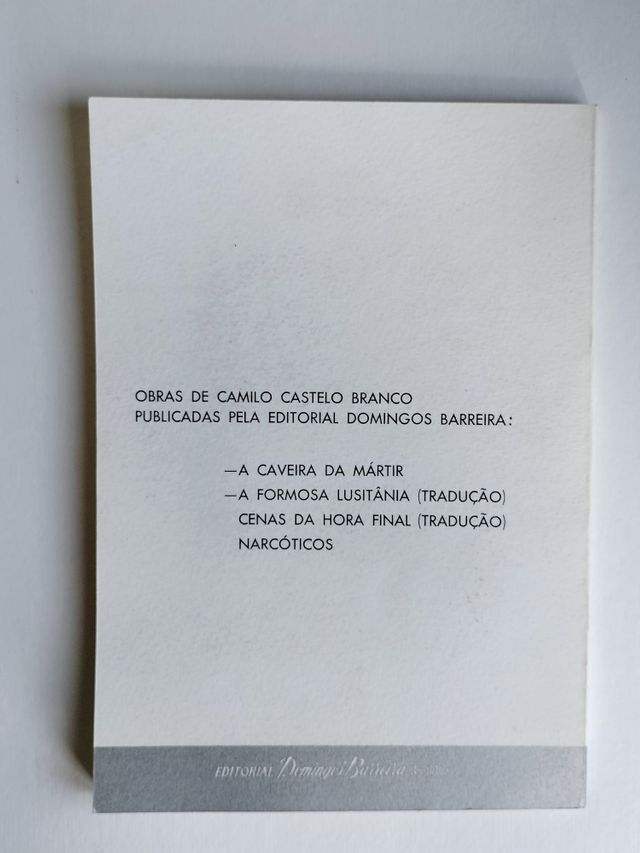 OBRAS DE CAMILO CASTELO BRANCO
PUBLICADAS PELA EDITORIAL DOMINGOS BARREIRA:
—A CAVEIRA DA MÁRTIR
—A FORMOSA LUSITÂNIA (TRADUÇÃO)
CENAS DA HORA FINAL (TRADUÇÃO)
NARCÓTICOS
EDITORIAL Domingos Barreira